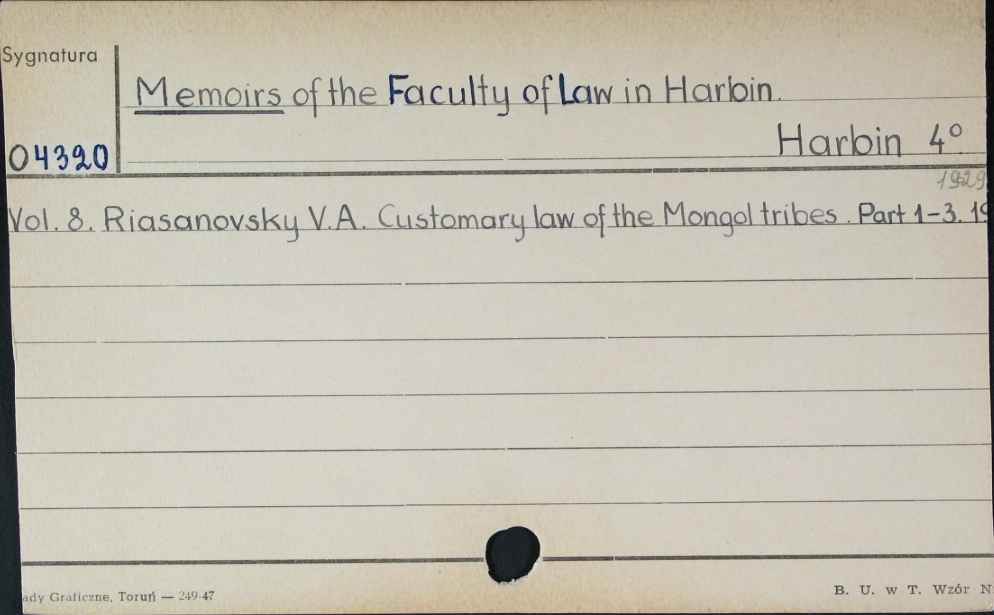 Sygnatura
Memoirs of the Faculty of Law in Harbin.
Harbin 4°
04320
1929
Vol. 8. Riasanovsky V.A. Customary law of the Mongol tribes. Part 1-3. 19
ady Graficzne, Toruń — 249-47
B. U. w T. Wzór N